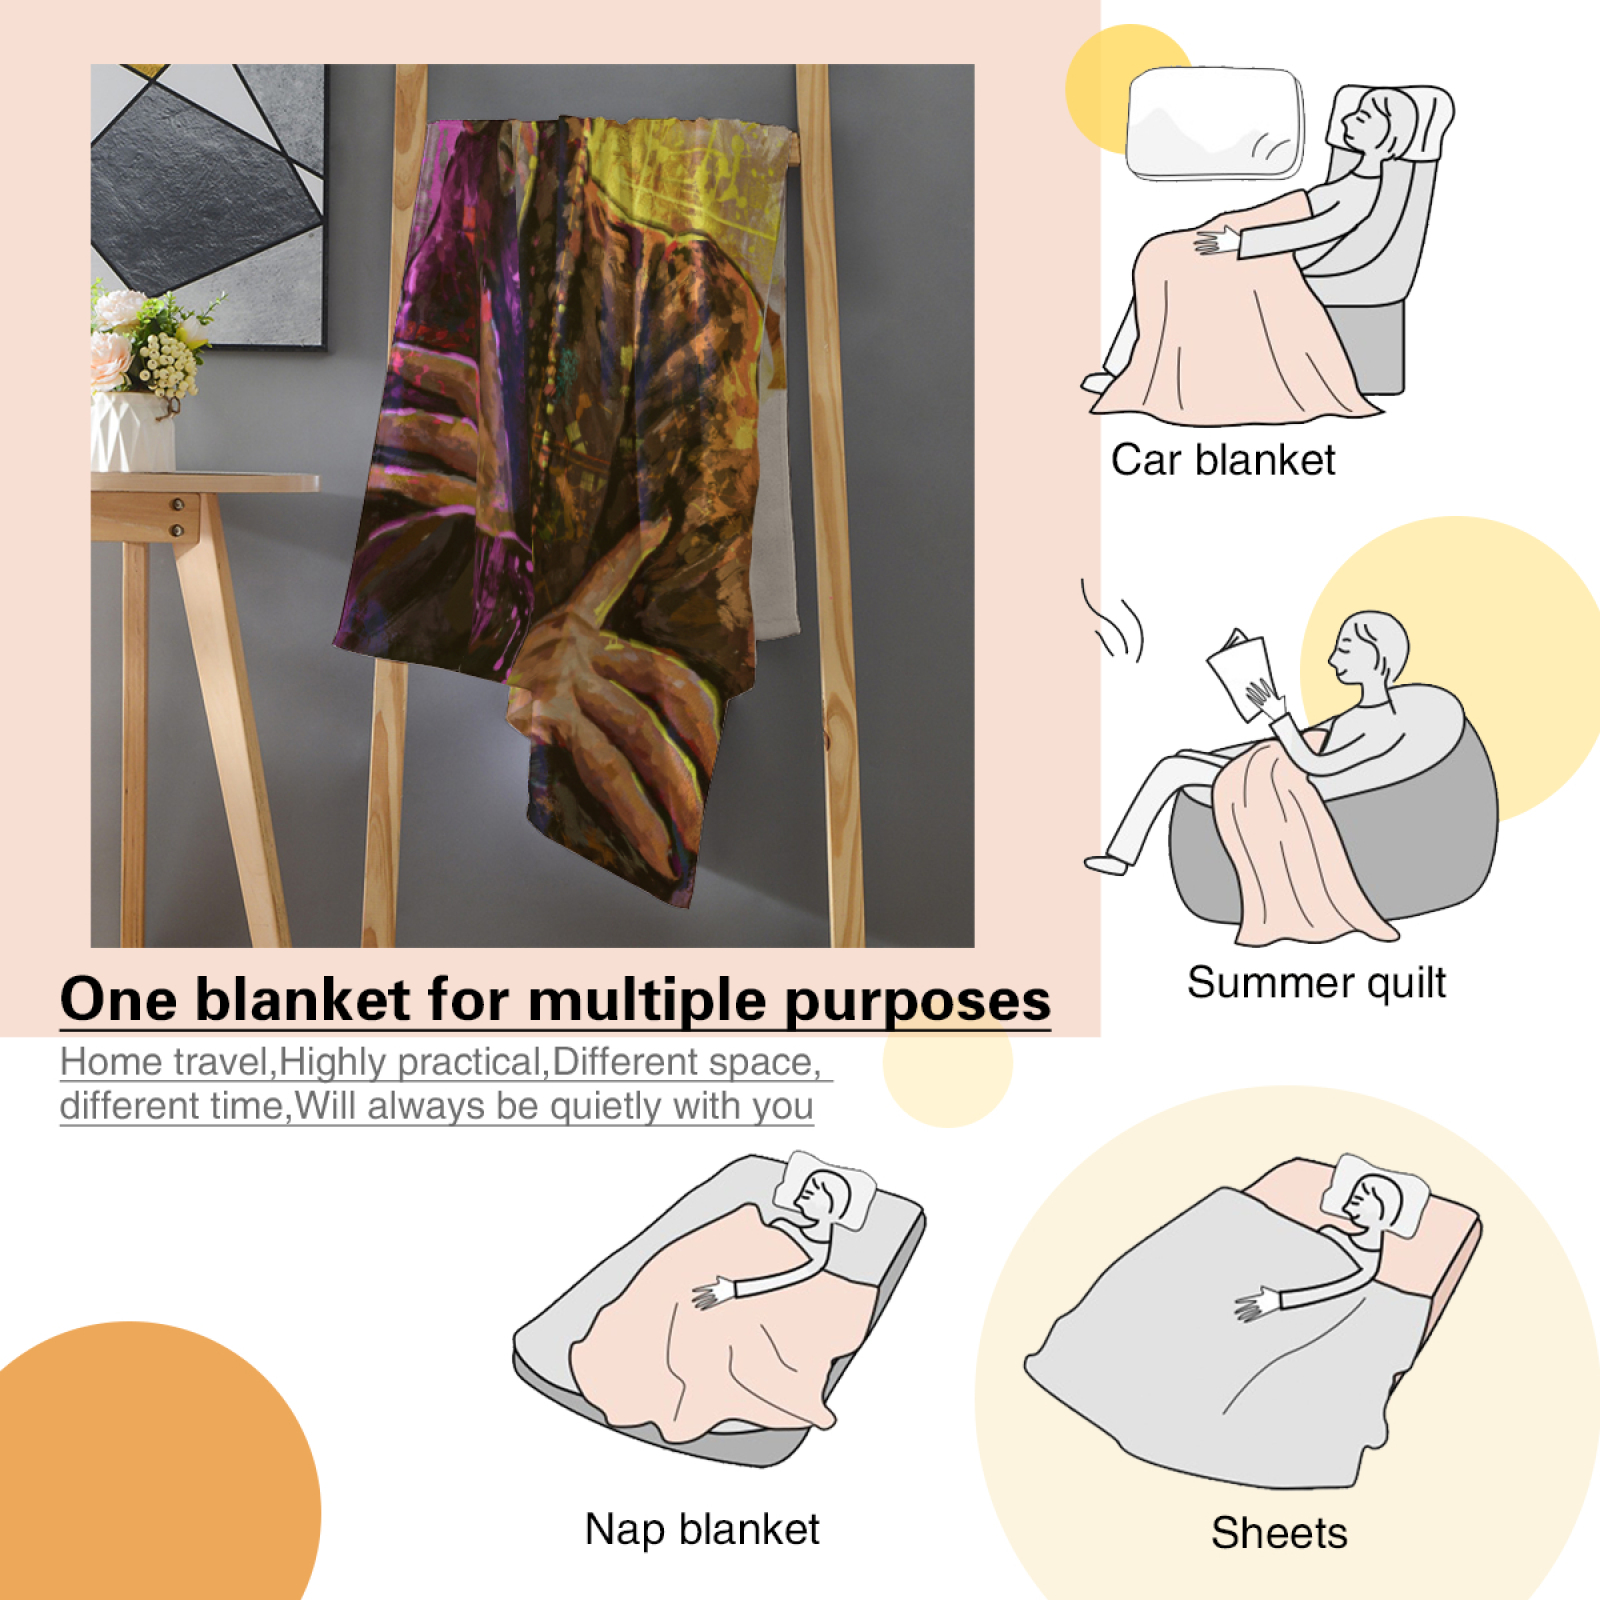 Car blanket
Summer quilt
One blanket for multiple purposes
Home travel,Highly practical,Different space,
different time,Will always be quietly with you
Nap blanket
Sheets